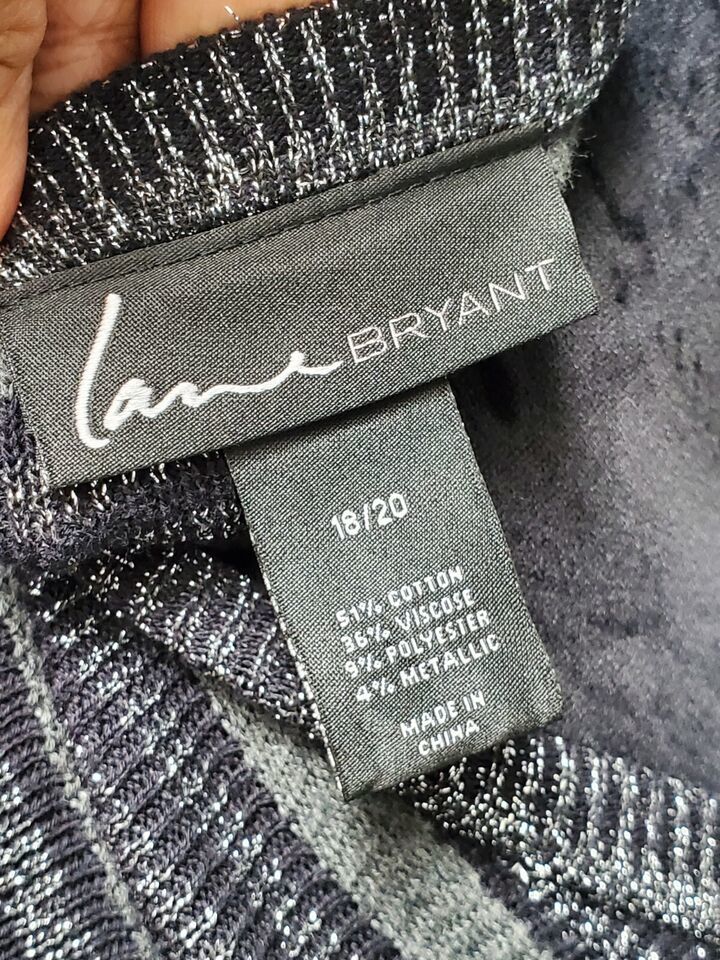 Lane BRYANT
18/20
51% COTTON
36% VISCOSE
9% POLYESTER
4% METALLIC
MADE IN
CHINA